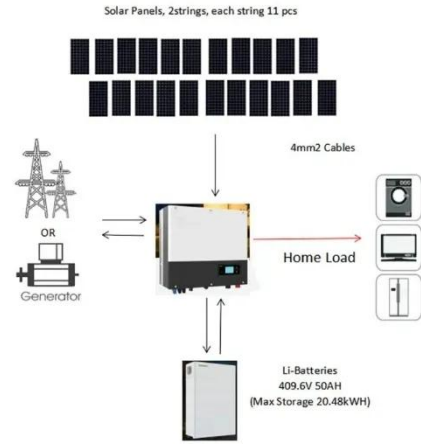 Solar Panels, 2strings, each string 11 pcs
4mm2 Cables
OR
Generator
Home Load
Li-Batteries
409.6V 50AH
(Max Storage 20.48kWH)